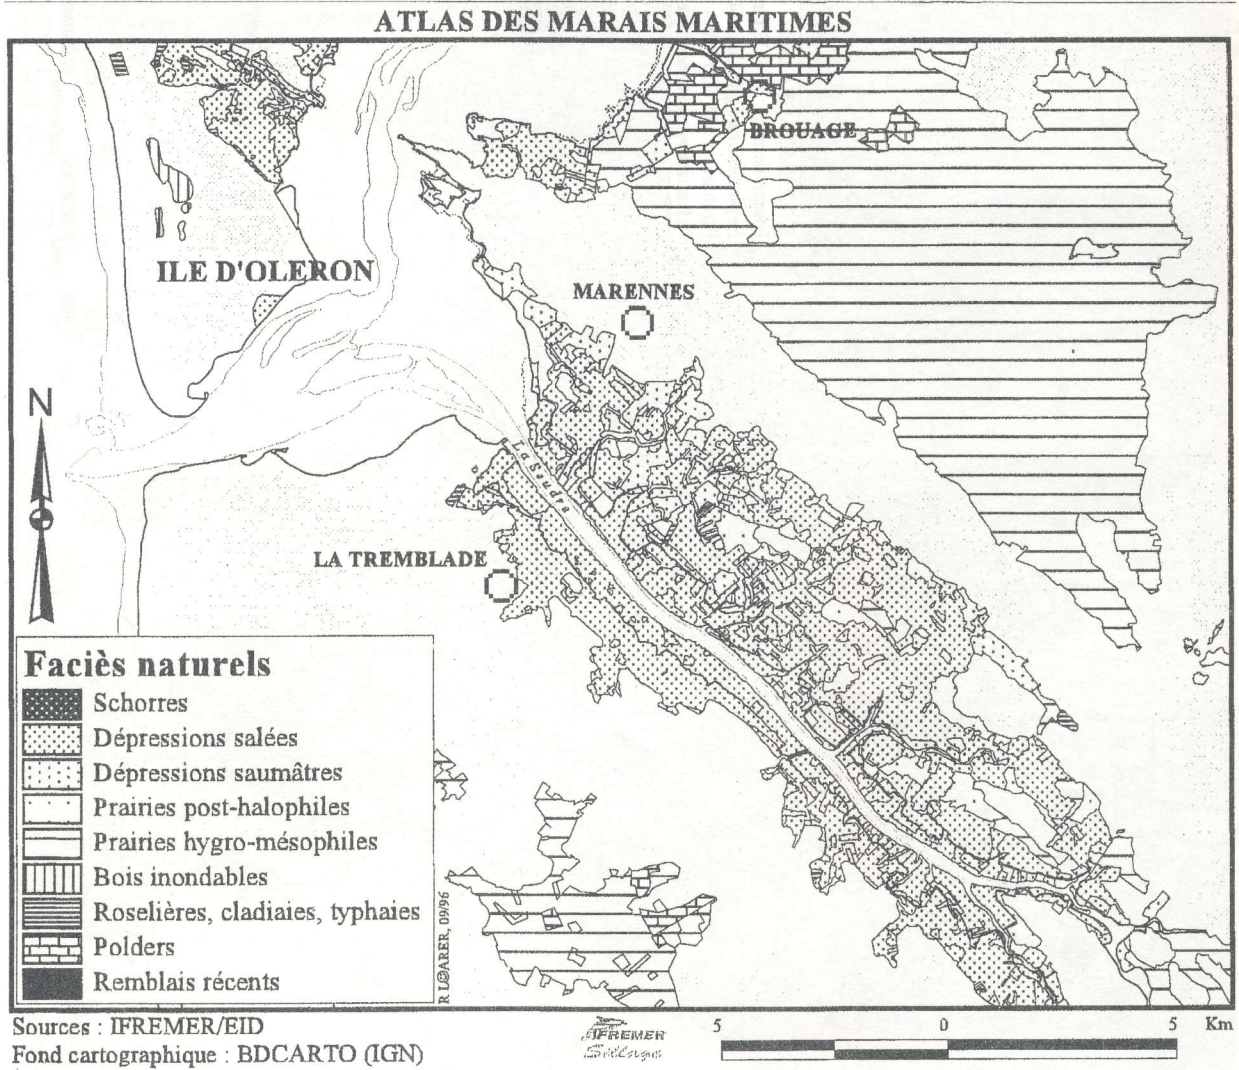 ATLAS DES MARAIS MARITIMES
BROUAGE
ILE D'OLERON
MARENNES
N
La Seudre
LA TREMBLADE
Faciès naturels
Schorres
Dépressions salées
Dépressions saumâtres
Prairies post-halophiles
Prairies hygro-mésophiles
Bois inondables
Roselières, cladiaies, typhaies
Polders
Remblais récents
09/96
Sources : IFREMER/EID
Fond cartographique : BDCARTO (IGN)
IFREMER
5 0 5 Km